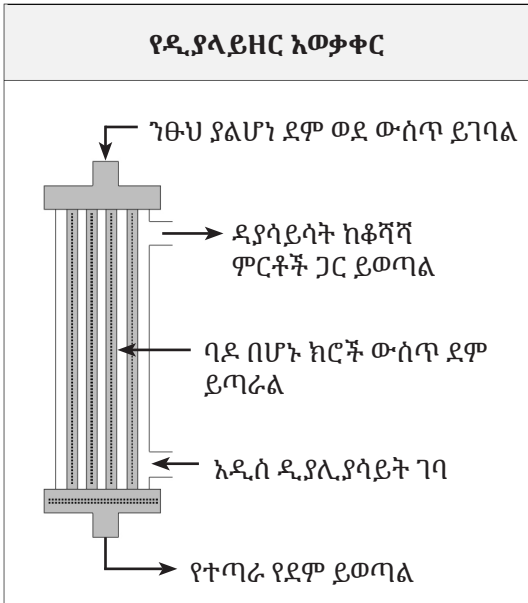 የዲያላይዘር አወቃቀር
ንፁህ ያልሆነ ደም ወደ ውስጥ ይገባል
ዳያሳይሳት ከቆሻሻ
ምርቶች ጋር ይወጣል
ባዶ በሆኑ ክሮች ውስጥ ደም
ይጣራል
አዲስ ዲያሊያሳይት ገባ
የተጣራ የደም ይወጣል